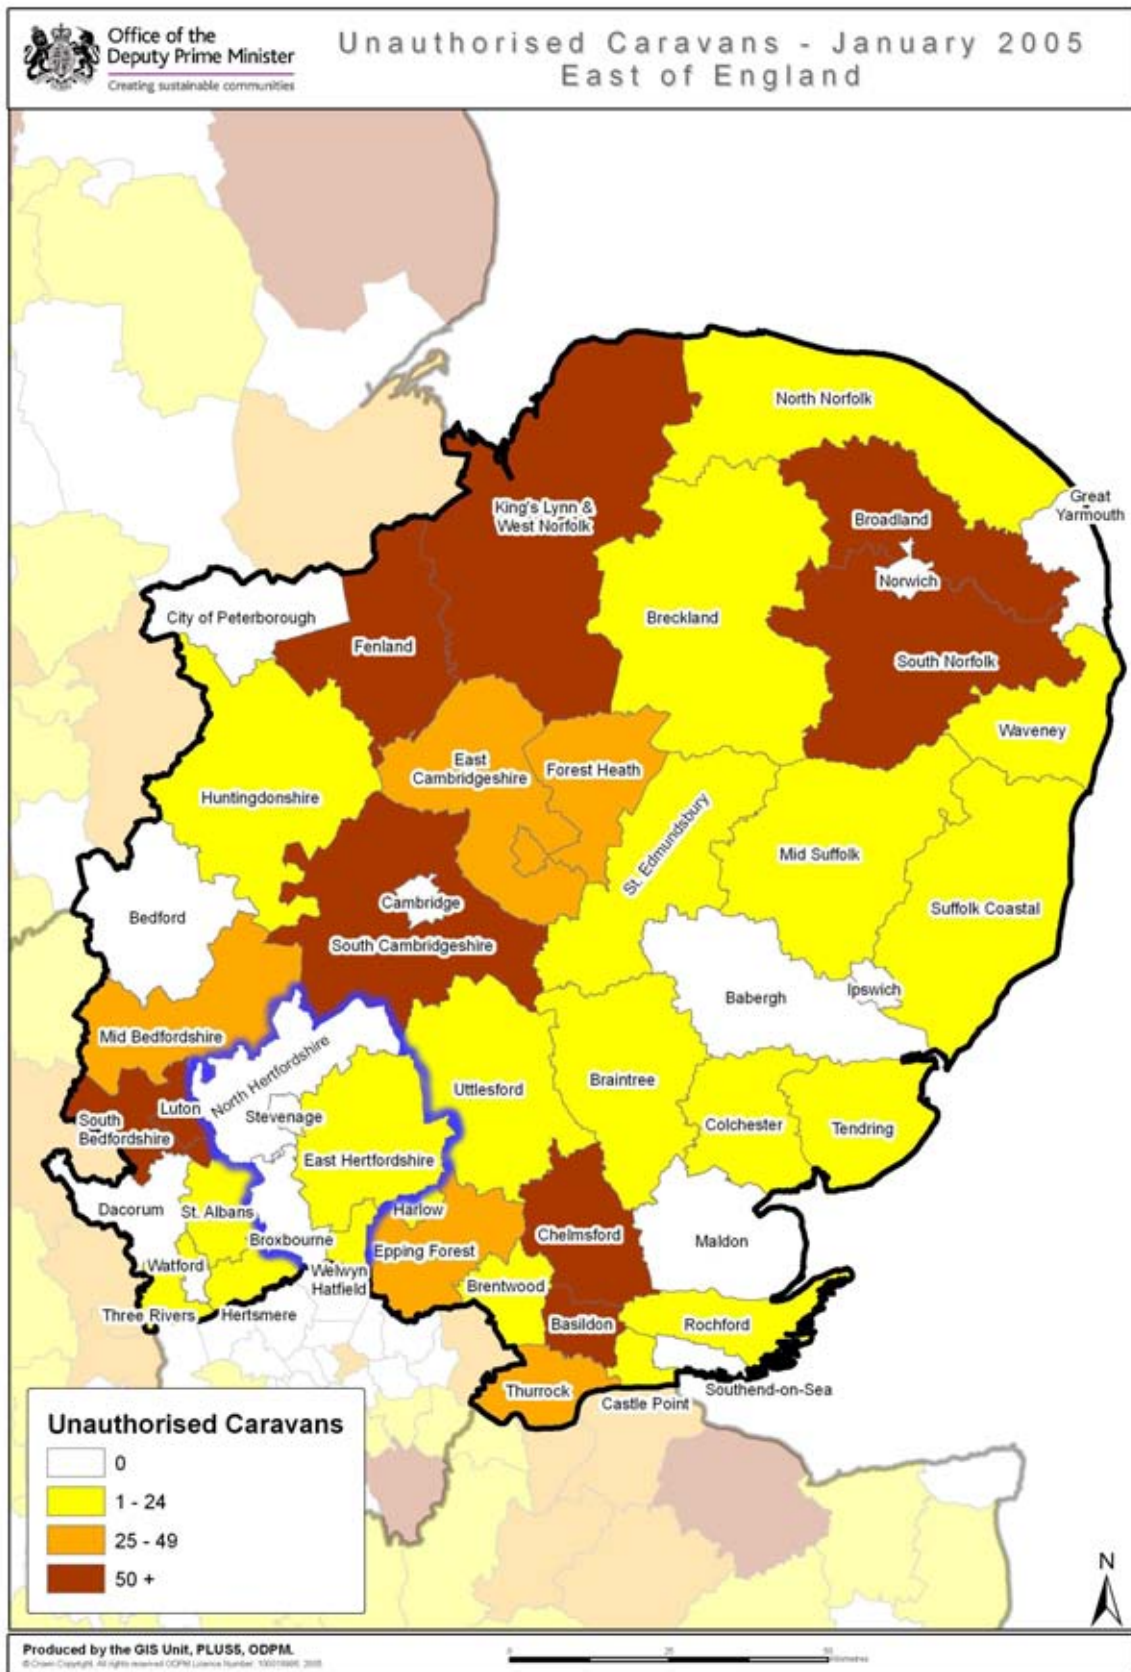 Office of the
Deputy Prime Minister
Creating sustainable communities
Unauthorised Caravans - January 2005
East of England
North Norfolk
Great
Yarmouth
King's Lynn &
West Norfolk
Broadland
Norwich
City of Peterborough
Breckland
Fenland
South Norfolk
Waveney
East
Cambridgeshire
Forest Heath
Huntingdonshire
St. Edmundsbury
Mid Suffolk
Cambridge
Suffolk Coastal
Bedford
South Cambridgeshire
Ipswich
Babergh
Mid Bedfordshire
North Hertfordshire
Uttlesford
Braintree
Luton
Stevenage
South
Bedfordshire
Colchester
Tendring
East Hertfordshire
Dacorum
St. Albans
Harlow
Broxbourne
Epping Forest
Chelmsford
Maldon
Watford
Welwyn
Hatfield
Brentwood
Three Rivers
Hertsmere
Basildon
Rochford
Thurrock
Castle Point
Southend-on-Sea
Unauthorised Caravans
0
1 - 24
25 - 49
50 +
N
Produced by the GIS Unit, PLUS5, ODPM.